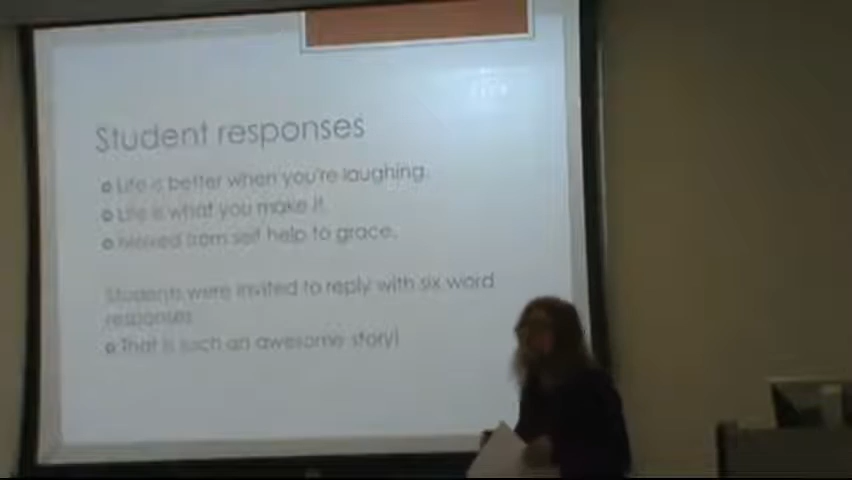 Student responses
Life is better when you're laughing.
Life is what you make it.
Moved from self help to grace.
Students were invited to reply with six word
responses
That is such an awesome story!